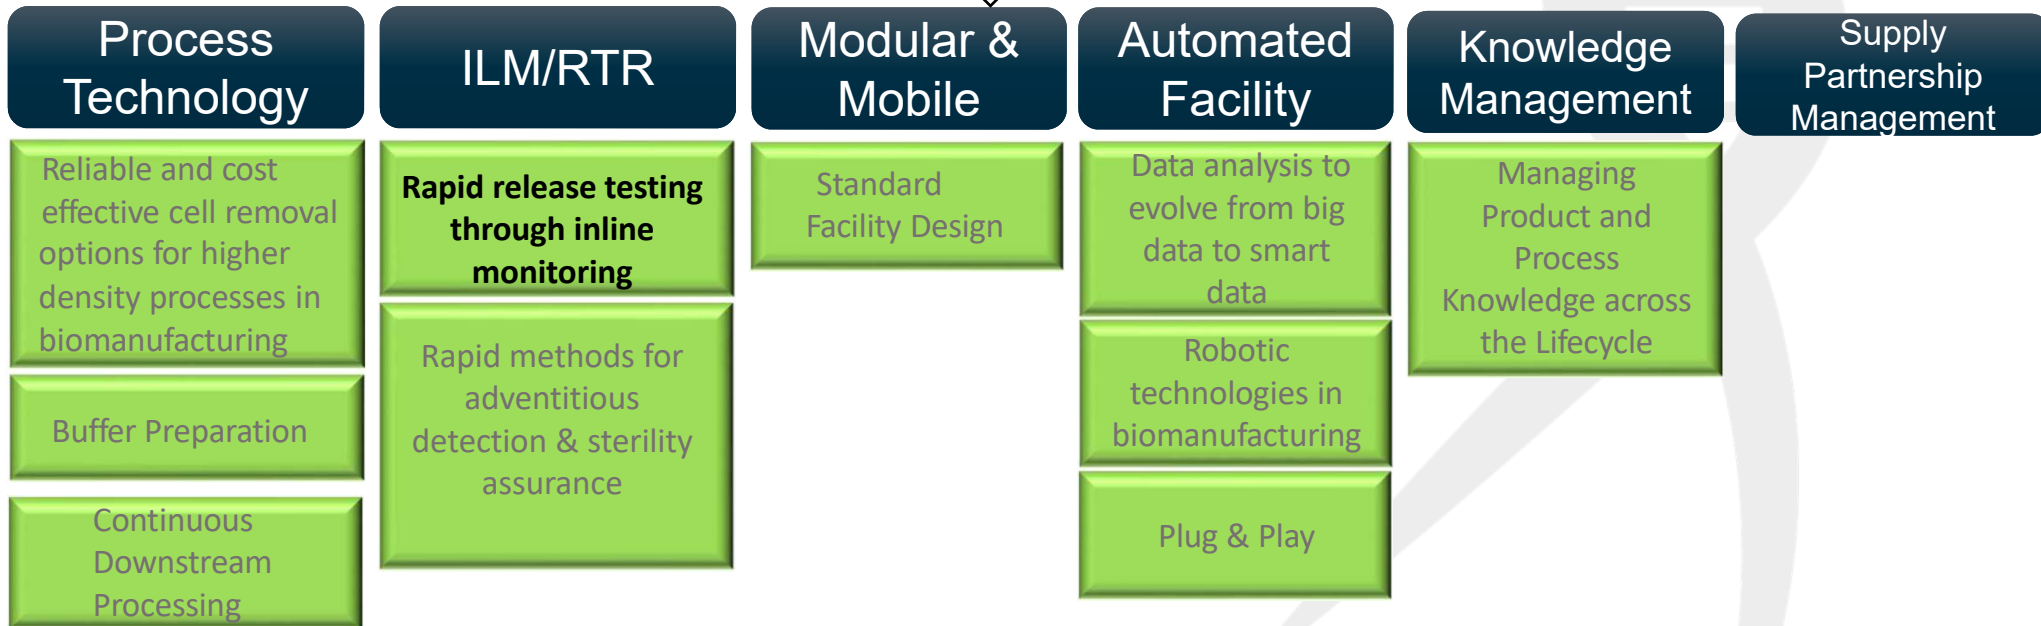 Process
Technology
ILM/RTR
Modular &
Mobile
Automated
Facility
Knowledge
Management
Supply
Partnership
Management
Reliable and cost
effective cell removal
options for higher
density processes in
biomanufacturing
Buffer Preparation
Continuous
Downstream
Processing
Rapid release testing
through inline
monitoring
Rapid methods for
adventitious
detection & sterility
assurance
Standard
Facility Design
Data analysis to
evolve from big
data to smart
data
Robotic
technologies in
biomanufacturing
Plug & Play
Managing
Product and
Process
Knowledge across
the Lifecycle